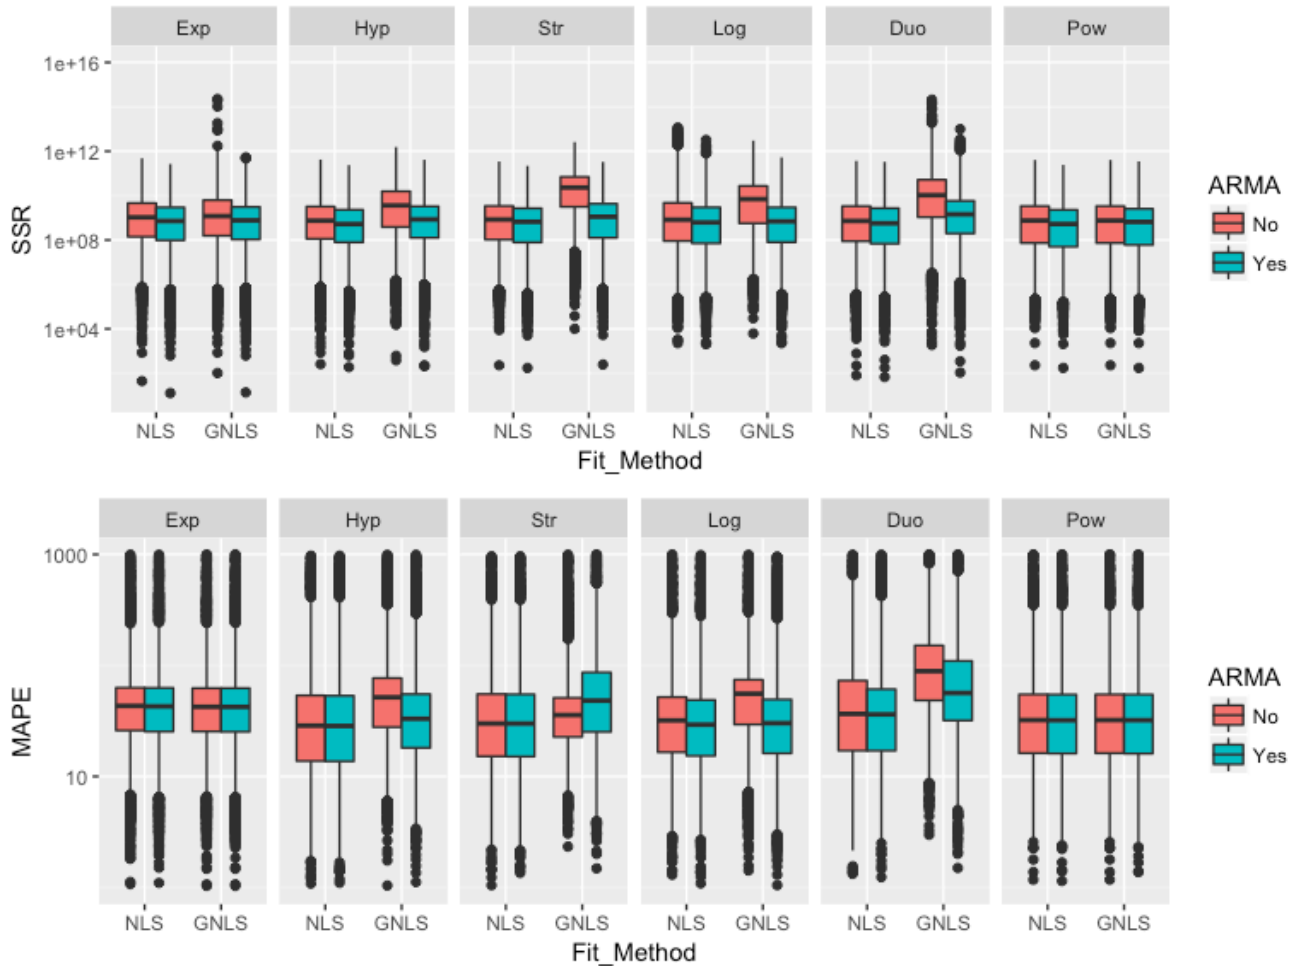 Exp Hyp Str Log Duo Pow
1e+16
1e+12
1e+08
1e+04
SSR
NLS GNLS NLS GNLS NLS GNLS NLS GNLS NLS GNLS NLS GNLS
Fit_Method
ARMA
No
Yes
Exp Hyp Str Log Duo Pow
1000
10
MAPE
NLS GNLS NLS GNLS NLS GNLS NLS GNLS NLS GNLS NLS GNLS
Fit_Method
ARMA
No
Yes